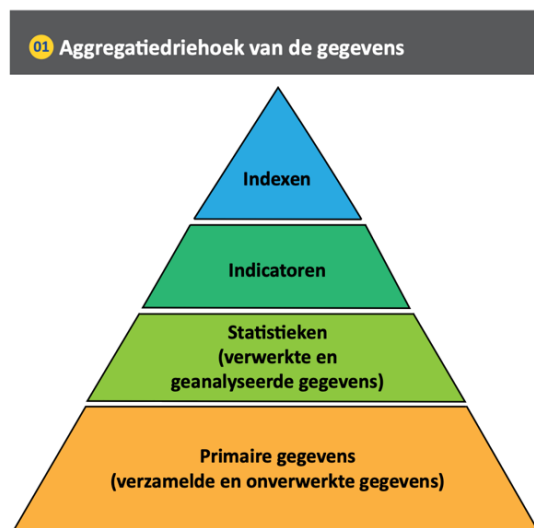 01 Aggregatiedriehoek van de gegevens
Indexen
Indicatoren
Statistieken
(verwerkte en
geanalyseerde gegevens)
Primaire gegevens
(verzamelde en onverwerkte gegevens)